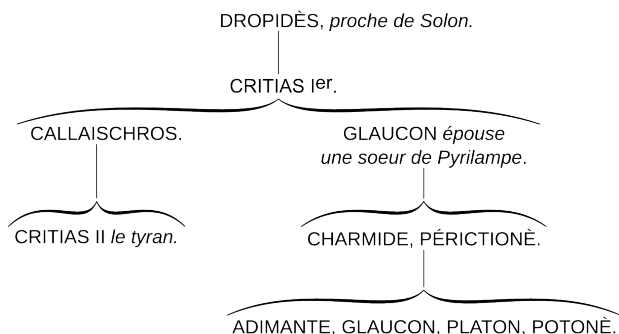 DROPIDÈS, proche de Solon.
CRITIAS Ier.
CALLAISCHROS.
GLAUCON épouse
une soeur de Pyrilampe.
CRITIAS II le tyran.
CHARMIDE, PÉRICTIONÈ.
ADIMANTE, GLAUCON, PLATON, POTONÈ.